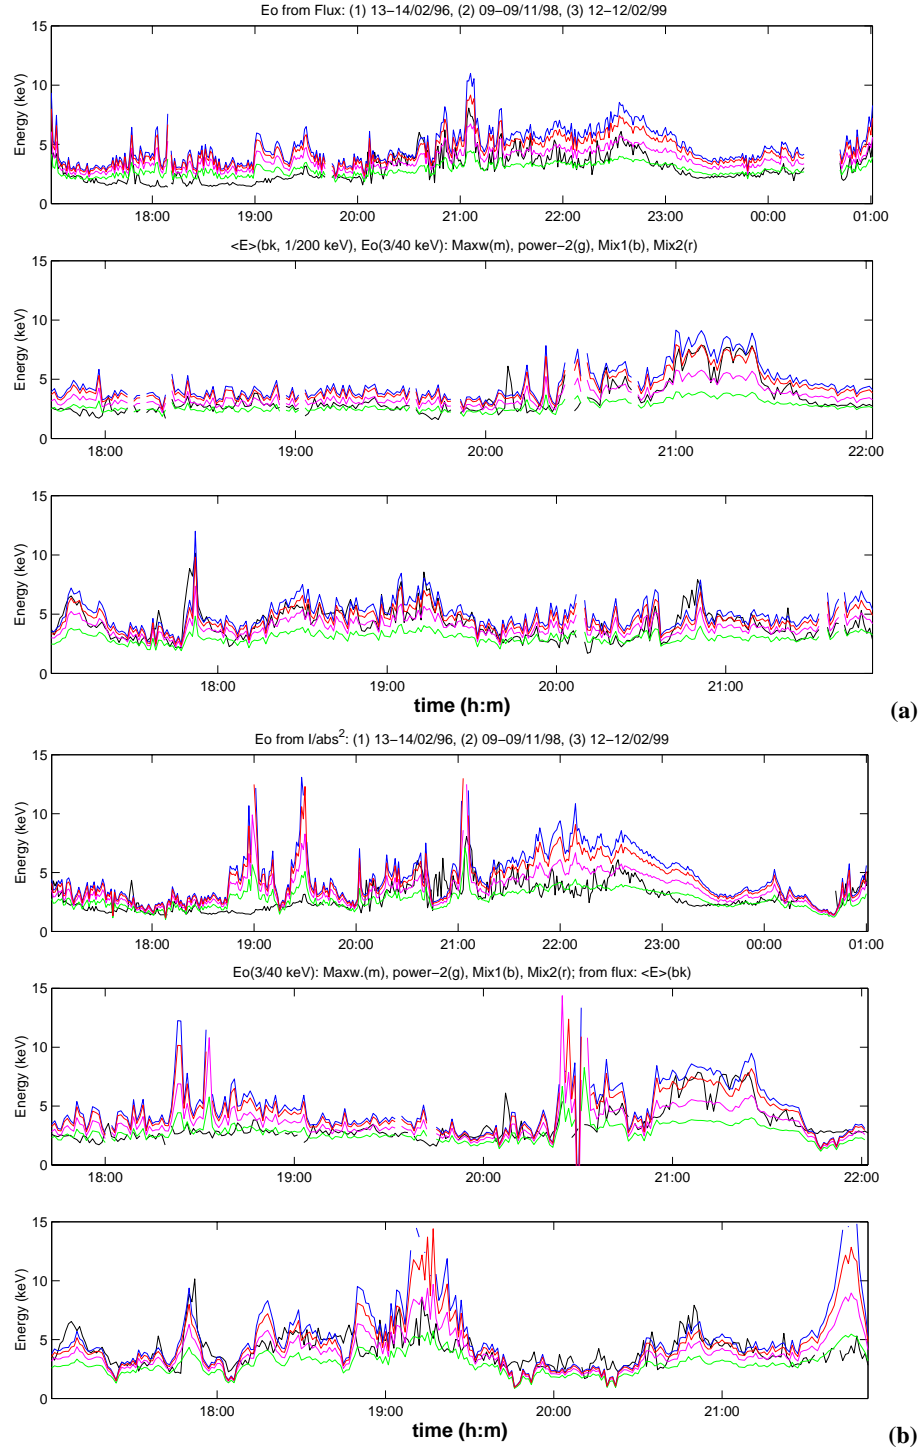 Eo from Flux: (1) 13−14/02/96, (2) 09−09/11/98, (3) 12−12/02/99
15
10
5
0
Energy (keV)
18:00 19:00 20:00 21:00 22:00 23:00 00:00 01:00
<E>(bk, 1/200 keV), Eo(3/40 keV): Maxw(m), power−2(g), Mix1(b), Mix2(r)
15
10
5
0
Energy (keV)
18:00 19:00 20:00 21:00 22:00
15
10
5
0
Energy (keV)
18:00 19:00 20:00 21:00
time (h:m)
(a)
Eo from I/abs²: (1) 13−14/02/96, (2) 09−09/11/98, (3) 12−12/02/99
15
10
5
0
Energy (keV)
18:00 19:00 20:00 21:00 22:00 23:00 00:00 01:00
Eo(3/40 keV): Maxw.(m), power−2(g), Mix1(b), Mix2(r); from flux: <E>(bk)
15
10
5
0
Energy (keV)
18:00 19:00 20:00 21:00 22:00
15
10
5
0
Energy (keV)
18:00 19:00 20:00 21:00
time (h:m)
(b)